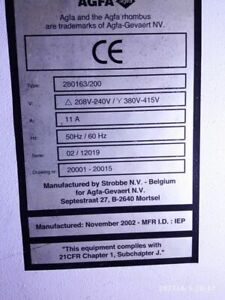 AGFA
Agfa and the Agfa rhombus
are trademarks of Agfa-Gevaert NV.
CE
Type: 280163/200
V: △ 208V-240V / Y 380V-415V
A: 11 A
Hz: 50Hz / 60 Hz
Serie: 02 / 12019
Drawing nr 20001 - 20015
Manufactured by Strobbe N.V. - Belgium
for Agfa-Gevaert N.V.
Septestraat 27, B-2640 Mortsel
Manufactured: November 2002 - MFR I.D. : IEP
"This equipment complies with
21CFR Chapter 1, Subchapter J."